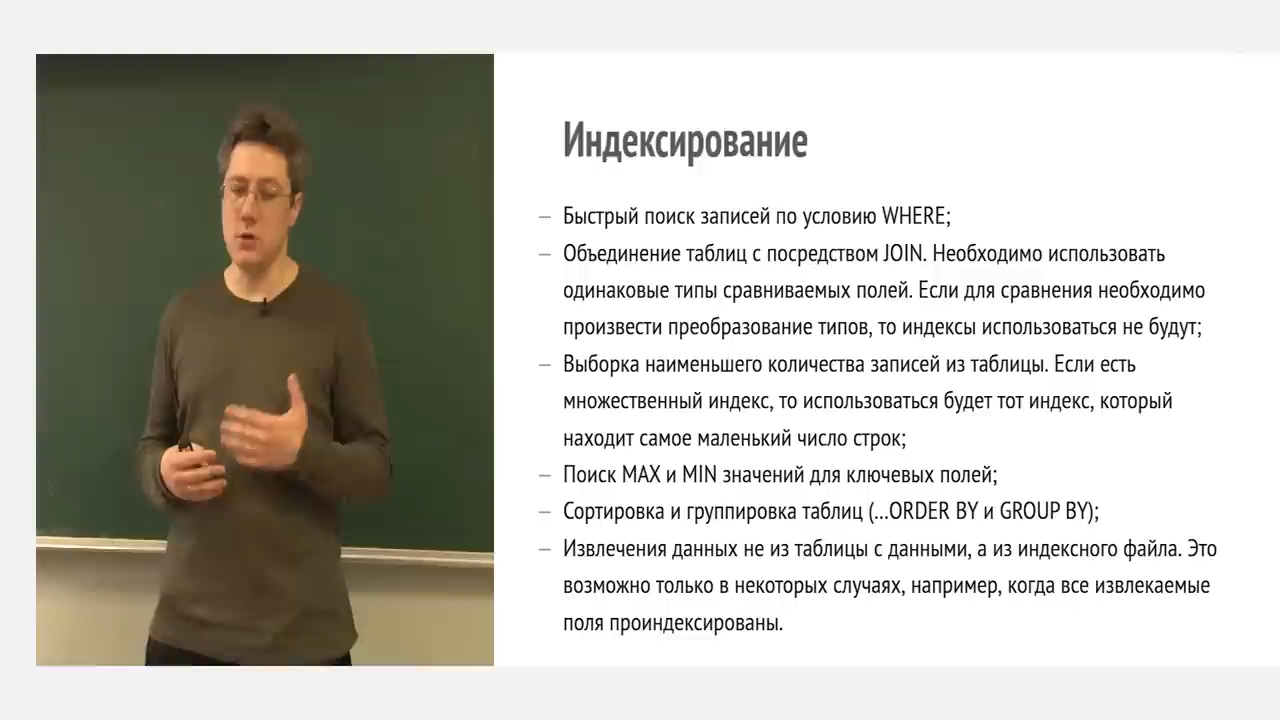 Индексирование
– Быстрый поиск записей по условию WHERE;
– Объединение таблиц с посредством JOIN. Необходимо использовать
одинаковые типы сравниваемых полей. Если для сравнения необходимо
произвести преобразование типов, то индексы использоваться не будут;
– Выборка наименьшего количества записей из таблицы. Если есть
множественный индекс, то использоваться будет тот индекс, который
находит самое маленький число строк;
– Поиск MAX и MIN значений для ключевых полей;
– Сортировка и группировка таблиц (...ORDER BY и GROUP BY);
– Извлечения данных не из таблицы с данными, а из индексного файла. Это
возможно только в некоторых случаях, например, когда все извлекаемые
поля проиндексированы.